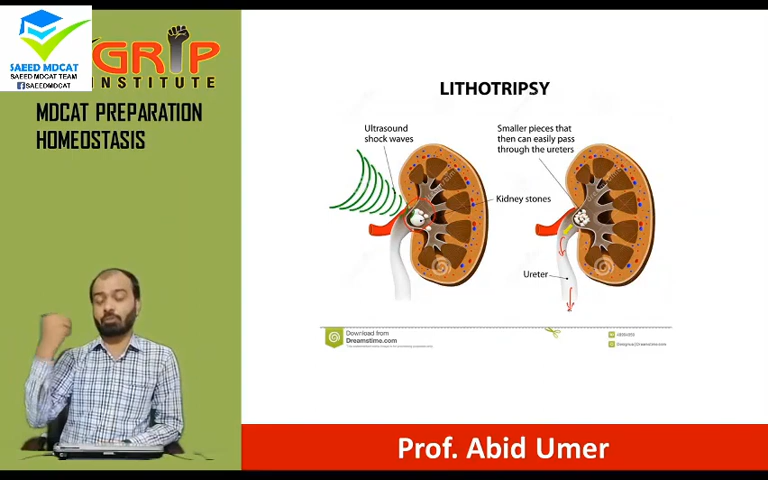 SAEED MDCAT
SAEED MDCAT TEAM
SAEEDMDCAT
GRIP
INSTITUTE
MDCAT PREPARATION
HOMEOSTASIS
LITHOTRIPSY
Ultrasound
shock waves
Smaller pieces that
then can easily pass
through the ureters
Kidney stones
Ureter
Download from
Dreamstime.com
Prof. Abid Umer